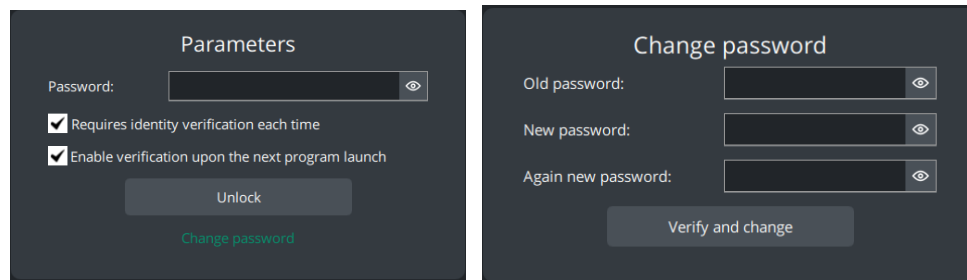 Parameters
Password:
Requires identity verification each time
Enable verification upon the next program launch
Unlock
Change password
Change password
Old password:
New password:
Again new password:
Verify and change